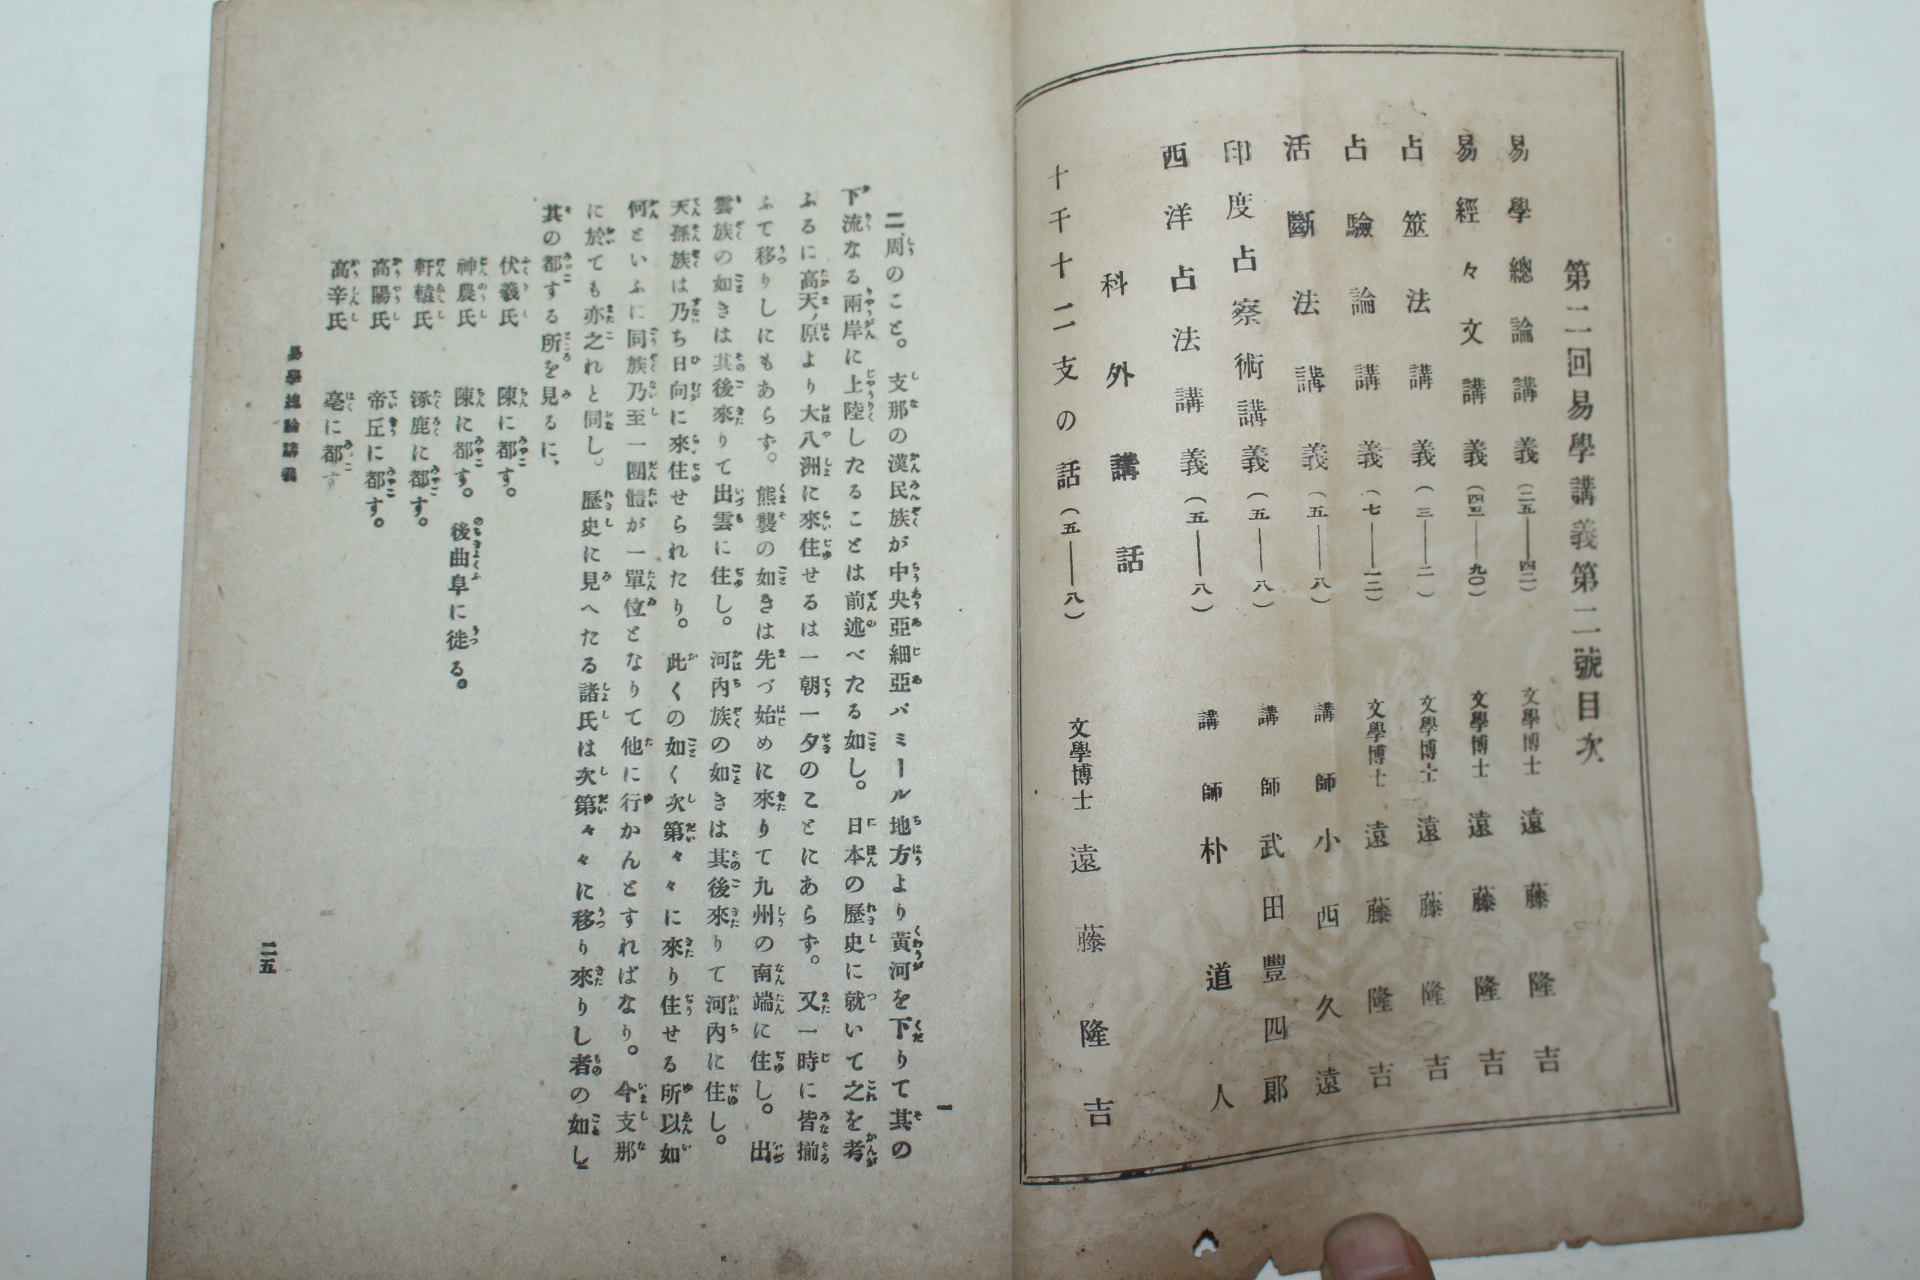 第二回易學講義第二號目次
易學總論講義（二五——四二） 文學博士 遠藤隆吉
易經々文講義 文學博士 遠藤隆吉
占筮法講義 文學博士 遠藤隆吉
占驗論講義（七——一二） 文學博士 遠藤隆吉
活斷法講義（五——八） 講師 小西久遠
印度占察術講義（五——八） 講師 武田豐四郎
西洋占法講義（五——八） 講師 朴道人
科外講話
十干十二支の話（五——八） 文學博士 遠藤隆吉
一
二、周のこと。支那の漢民族が中央亞細亞パミール地方より黃河を下りて其の
下流なる兩岸に上陸したることは前述べたる如し。日本の歷史に就いて之を考
ふるに高天ノ原より大八洲に來住せるは一朝一夕のことにあらず。又一時に皆揃
ふて移りしにもあらず。熊襲の如きは先づ始めに來りて九州の南端に住し。出
雲族の如きは其後來りて出雲に住し。河內族の如きは其後來りて河內に住し。
天孫族は乃ち日向に來住せられたり。此くの如く次第々々に來り住せる所以如
何といふに同族乃至一團體が一單位となりて他に行かんとすればなり。今支那
に於ても亦之れと同し。歷史に見へたる諸氏は次第々々に移り來りし者の如し
其の都する所を見るに、
伏羲氏 陳に都す。
神農氏 陳に都す。後曲阜に徙る。
軒轅氏 涿鹿に都す。
高陽氏 帝丘に都す。
高辛氏 亳に都す
易學總論講義
二五